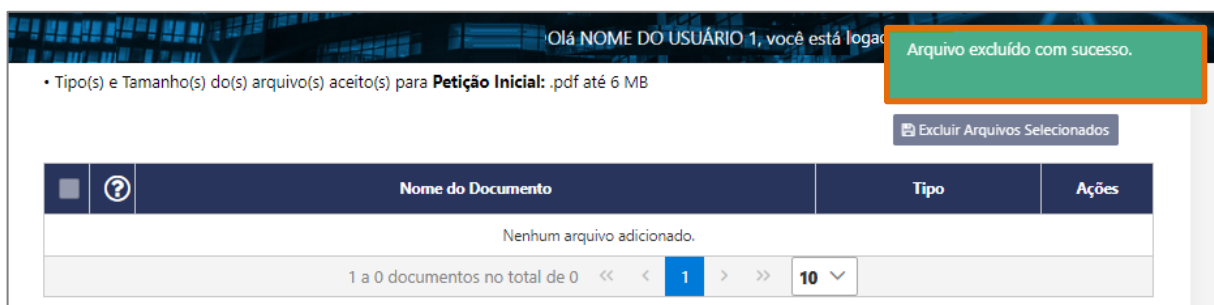 Olá NOME DO USUÁRIO 1, você está logad
Arquivo excluído com sucesso.
• Tipo(s) e Tamanho(s) do(s) arquivo(s) aceito(s) para Petição Inicial: .pdf até 6 MB
Excluir Arquivos Selecionados
Nome do Documento Tipo Ações
Nenhum arquivo adicionado.
1 a 0 documentos no total de 0 << < 1 > >> 10